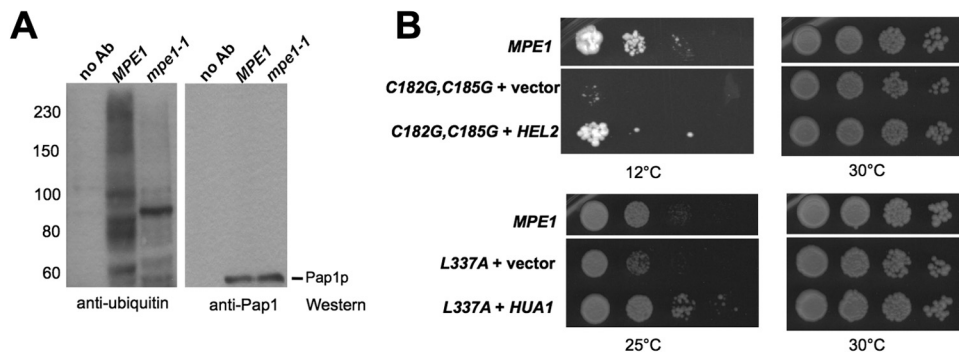 A
no Ab
MPE1
mpe1-1
no Ab
MPE1
mpe1-1
230
150
100
80
60
Pap1p
anti-ubiquitin
anti-Pap1
Western
B
MPE1
C182G,C185G + vector
C182G,C185G + HEL2
12°C
30°C
MPE1
L337A + vector
L337A + HUA1
25°C
30°C